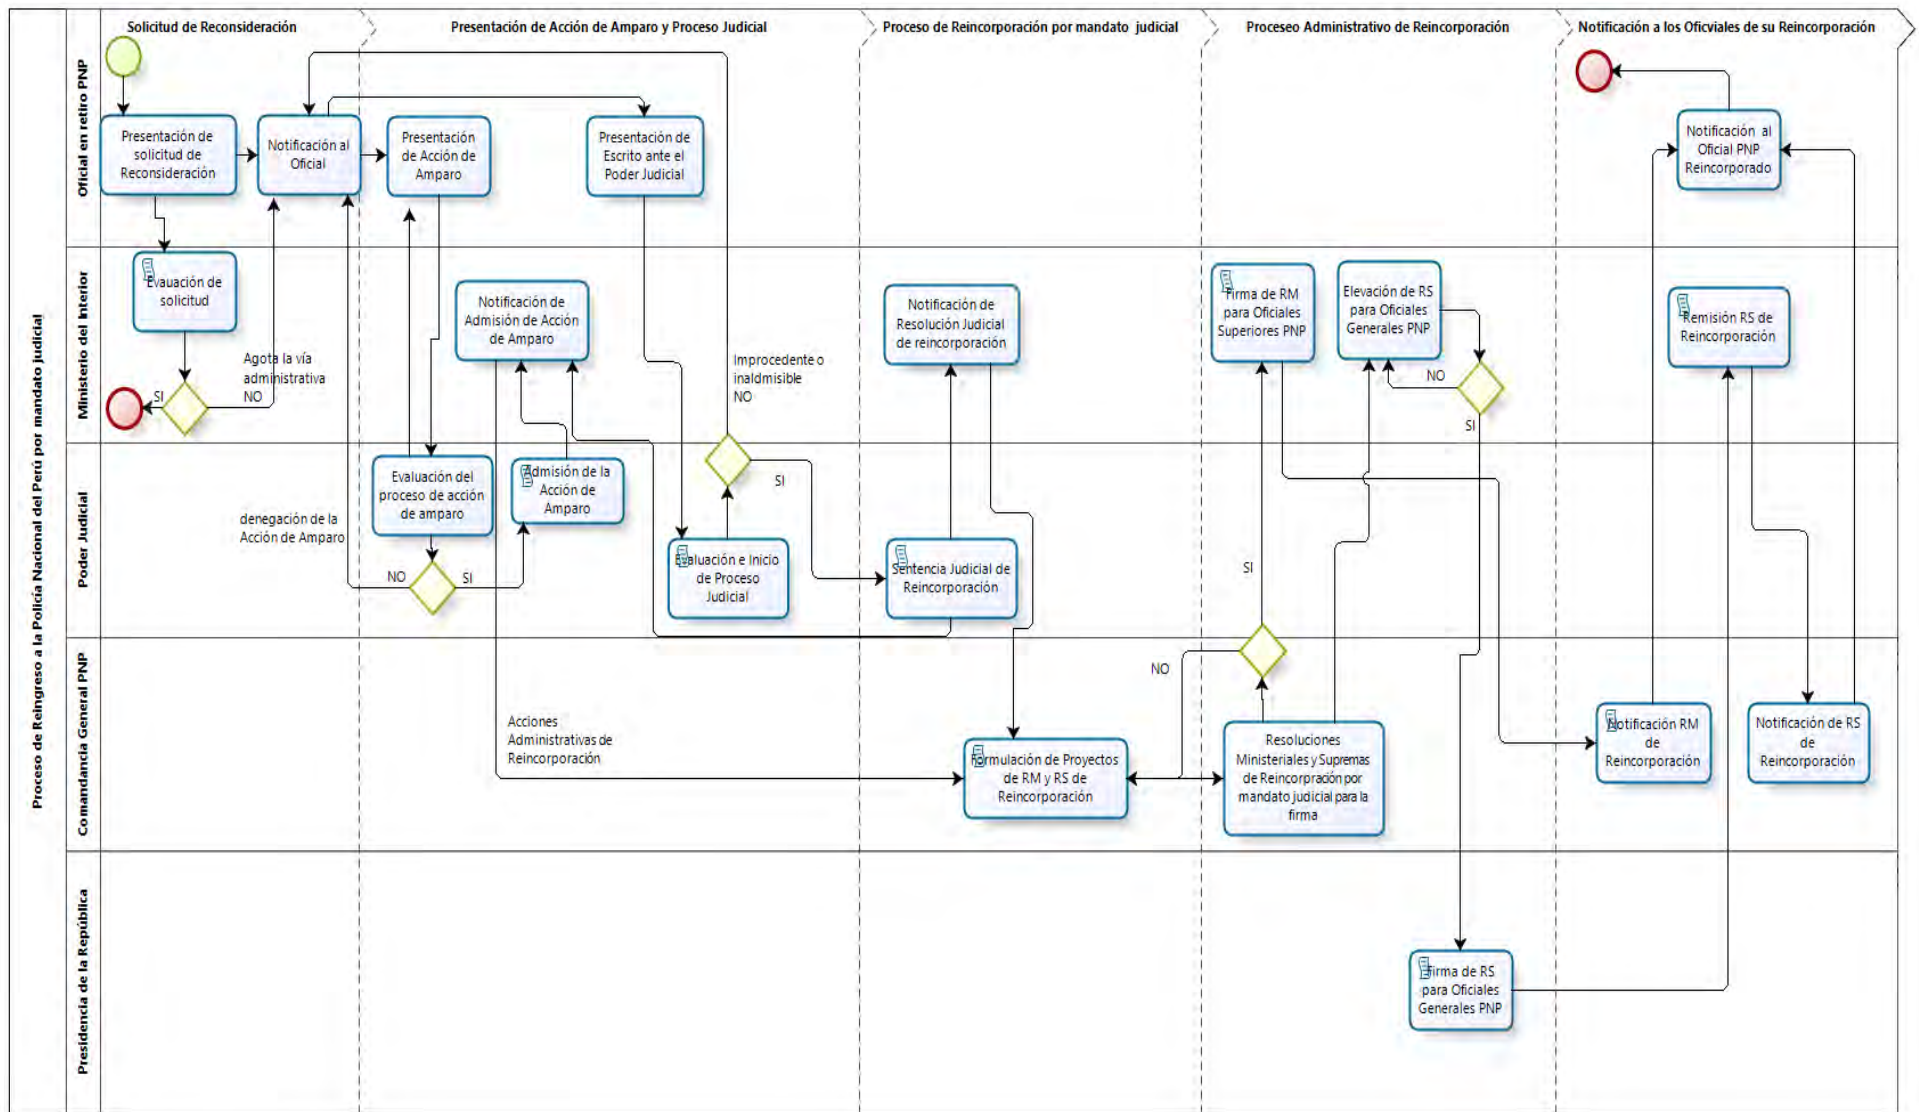 Solicitud de Reconsideración
Presentación de Acción de Amparo y Proceso Judicial
Proceso de Reincorporación por mandato judicial
Proceseo Administrativo de Reincorporación
Notificación a los Oficviales de su Reincorporación
Proceso de Reingreso a la Policía Nacional del Perú por mandato judicial
Oficial en retiro PNP
Presentación de
solicitud de
Reconsideración
Notificación al
Oficial
Presentación
de Acción de
Amparo
Presentación de
Escrito ante el
Poder Judicial
Notificación al
Oficial PNP
Reincorporado
Ministerio del Interior
Evauación de
solicitud
SI
Agota la vía
administrativa
NO
Notificación de
Admisión de Acción
de Amparo
Improcedente o
inaldmisible
NO
Notificación de
Resolución Judicial
de reincorporación
Firma de RM
para Oficiales
Superiores PNP
Elevación de RS
para Oficiales
Generales PNP
NO
SI
Remisión RS de
Reincorporación
Poder Judicial
denegación de la
Acción de Amparo
Evaluación del
proceso de acción
de amparo
NO
SI
Admisión de la
Acción de
Amparo
Evaluación e Inicio
de Proceso
Judicial
SI
Sentencia Judicial de
Reincorporación
SI
Comandancia General PNP
Acciones
Administrativas de
Reincorporación
Formulación de Proyectos
de RM y RS de
Reincorporación
NO
Resoluciones
Ministeriales y Supremas
de Reincorpración por
mandato Judicial para la
firma
Notificación RM
de
Reincorporación
Notificación de RS
de
Reincorporación
Presidencia de la República
Firma de RS
para Oficiales
Generales PNP